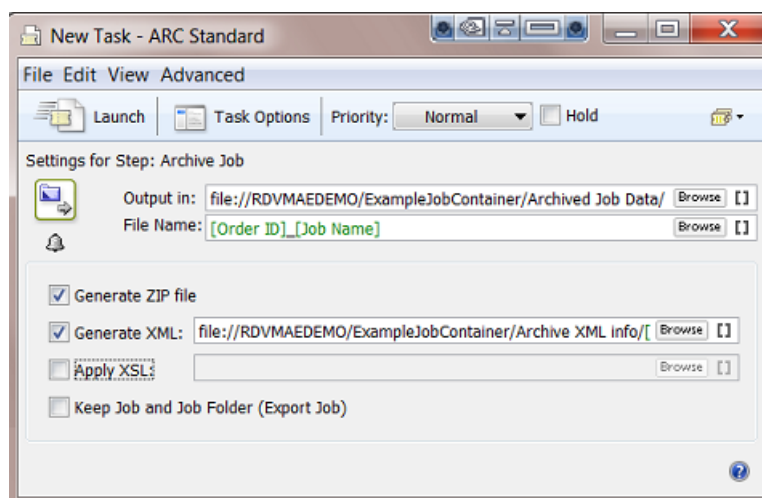 New Task - ARC Standard
File Edit View Advanced
Launch Task Options Priority: Normal Hold
Settings for Step: Archive Job
Output in: file://RDVMAEDEMO/ExampleJobContainer/Archived Job Data/ Browse []
File Name: [Order ID]_[Job Name] Browse []
Generate ZIP file
Generate XML: file://RDVMAEDEMO/ExampleJobContainer/Archive XML info/[ Browse []
Apply XSL: Browse []
Keep Job and Job Folder (Export Job)
?